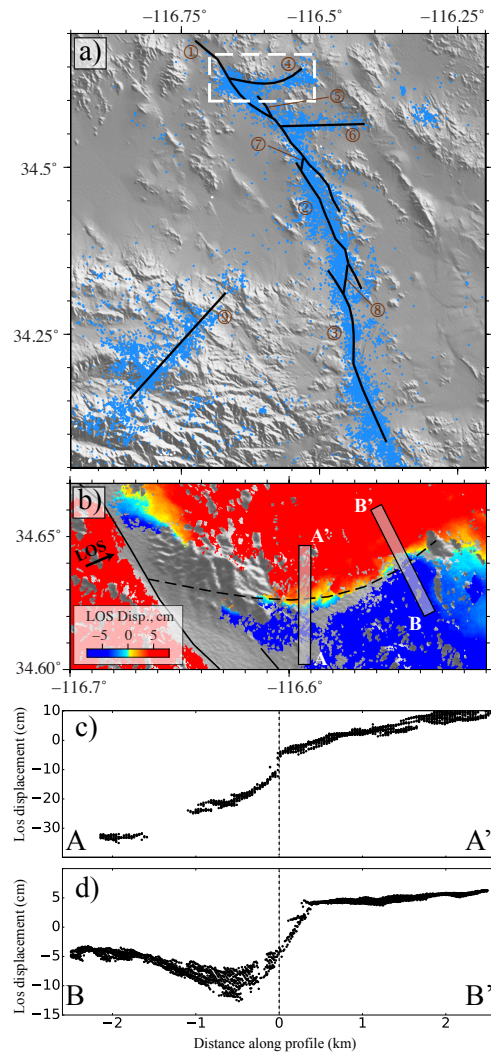 −116.75 −116.5 −116.25
a)
①
④
⑤
⑥
⑦
34.5
②
⑧
34.25
③
⑨
b)
B'
A'
34.65
LOS
LOS Disp., cm
−5 0 5
B
A
34.60
−116.7 −116.6
c)
Los displacement (cm)
10
0
−10
−20
−30
A A'
d)
Los displacement (cm)
5
0
−5
−10
−15
B B'
−2 −1 0 1 2
Distance along profile (km)